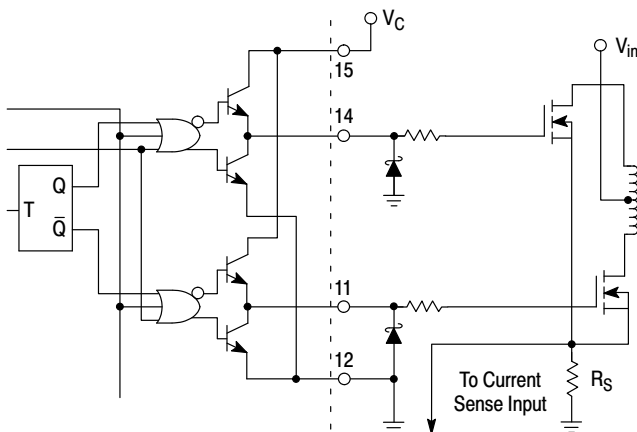 V_C
V_in
15
14
Q
T
Q̅
11
12
To Current
Sense Input
R_S